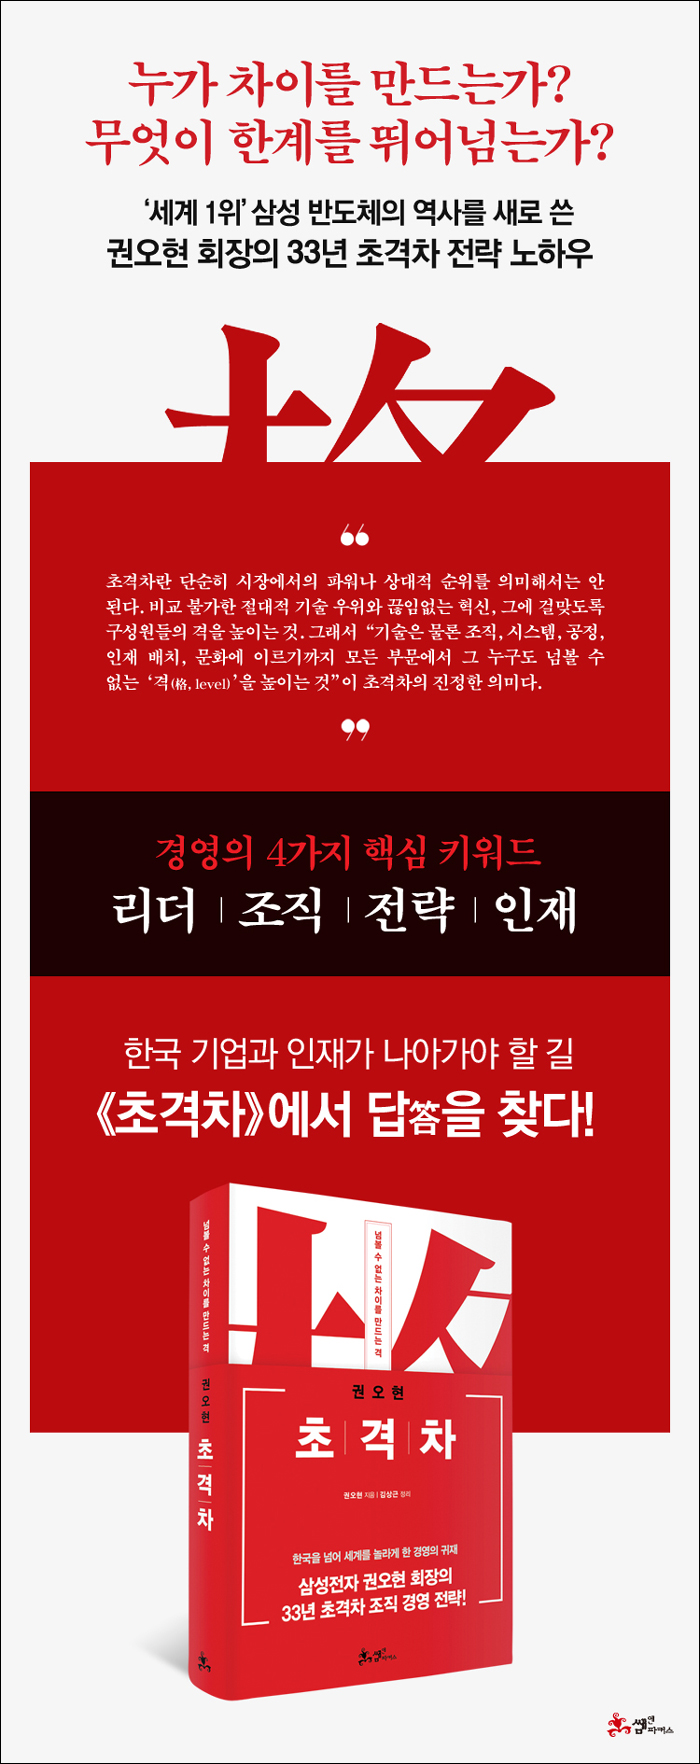 누가 차이를 만드는가?
무엇이 한계를 뛰어넘는가?
‘세계 1위’ 삼성 반도체의 역사를 새로 쓴
권오현 회장의 33년 초격차 전략 노하우
格
“
초격차란 단순히 시장에서의 파워나 상대적 순위를 의미해서는 안
된다. 비교 불가한 절대적 기술 우위와 끊임없는 혁신, 그에 걸맞도록
구성원들의 격을 높이는 것. 그래서 “기술은 물론 조직, 시스템, 공정,
인재 배치, 문화에 이르기까지 모든 부문에서 그 누구도 넘볼 수
없는 ‘격(格, level)’을 높이는 것”이 초격차의 진정한 의미다.
”
경영의 4가지 핵심 키워드
리더 | 조직 | 전략 | 인재
한국 기업과 인재가 나아가야 할 길
《초격차》에서 답答을 찾다!
넘볼 수 없는 차이를 만드는 격
권오현
초|격|차
格
넘볼 수 없는 차이를 만드는 격
권오현
초|격|차
권오현 지음 | 김상근 정리
한국을 넘어 세계를 놀라게 한 경영의 귀재
삼성전자 권오현 회장의
33년 초격차 조직 경영 전략!
쌤앤파커스
쌤앤파커스